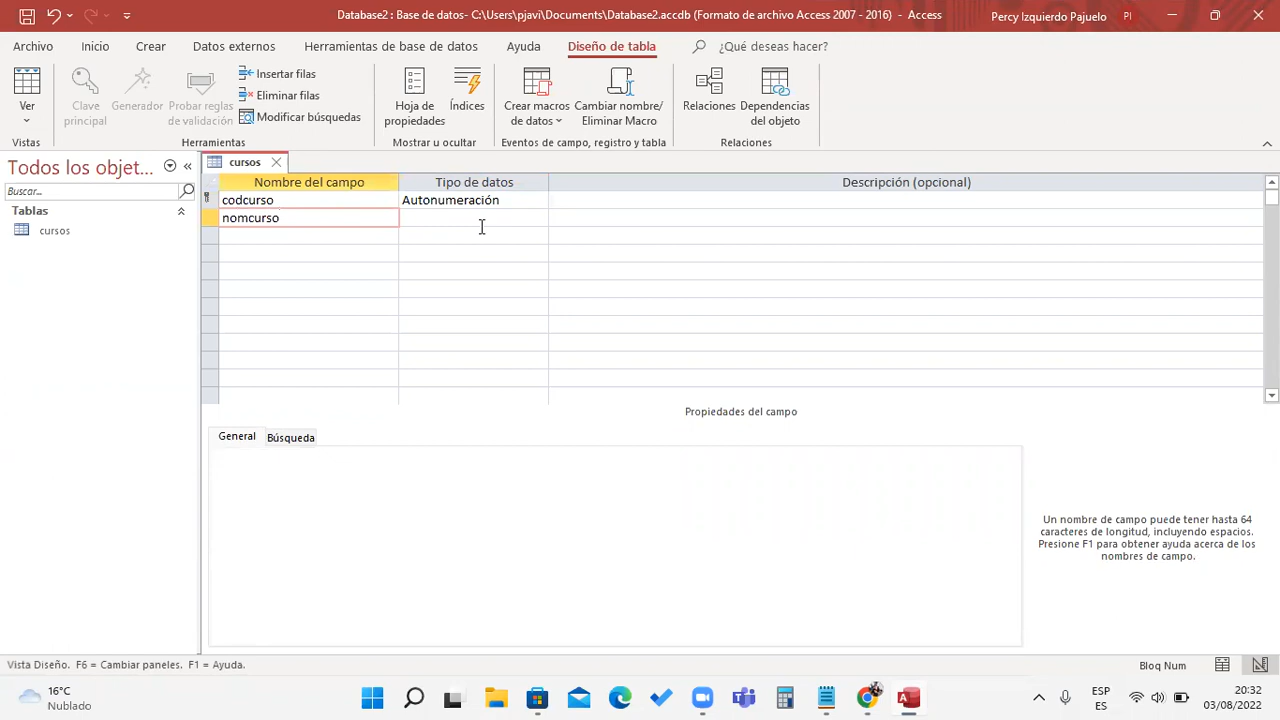 Database2 : Base de datos- C:\Users\pjavi\Documents\Database2.accdb (Formato de archivo Access 2007 - 2016) - Access
Percy Izquierdo Pajuelo
PI
Archivo Inicio Crear Datos externos Herramientas de base de datos Ayuda Diseño de tabla ¿Qué deseas hacer?
Ver
Vistas
Clave principal
Generador
Probar reglas de validación
Insertar filas
Eliminar filas
Modificar búsquedas
Herramientas
Hoja de propiedades
Índices
Mostrar u ocultar
Crear macros de datos
Cambiar nombre/ Eliminar Macro
Eventos de campo, registro y tabla
Relaciones
Dependencias del objeto
Relaciones
Todos los objet...
Buscar...
Tablas
cursos
cursos
Nombre del campo Tipo de datos Descripción (opcional)
codcurso Autonumeración
nomcurso
Propiedades del campo
General Búsqueda
Un nombre de campo puede tener hasta 64
caracteres de longitud, incluyendo espacios.
Presione F1 para obtener ayuda acerca de los
nombres de campo.
Vista Diseño. F6 = Cambiar paneles. F1 = Ayuda.
Bloq Num
16°C
Nublado
ESP
ES
20:32
03/08/2022